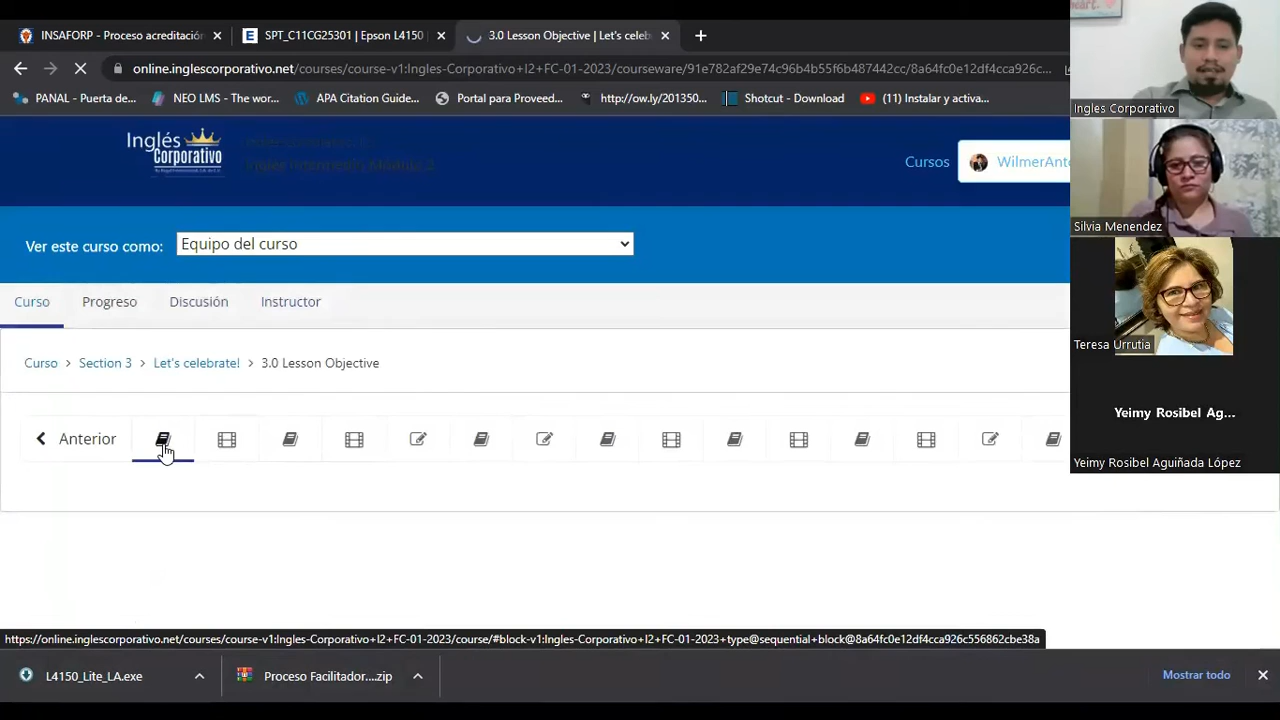 INSAFORP - Proceso acreditación
SPT_C11CG25301 | Epson L4150
3.0 Lesson Objective | Let's celeb
online.inglescorporativo.net/courses/course-v1:Ingles-Corporativo+I2+FC-01-2023/courseware/91e782af29e74c96b4b55f6b487442cc/8a64fc0e12df4cca926c...
PANAL - Puerta de...
NEO LMS - The wor...
APA Citation Guide...
Portal para Proveed...
http://ow.ly/201350...
Shotcut - Download
(11) Instalar y activa...
Inglés
Corporativo
Inglés Intermedio Módulo 2
Cursos
WilmerAnto
Ver este curso como:
Equipo del curso
Curso
Progreso
Discusión
Instructor
Curso > Section 3 > Let's celebrate! > 3.0 Lesson Objective
Anterior
https://online.inglescorporativo.net/courses/course-v1:Ingles-Corporativo+I2+FC-01-2023/course/#block-v1:Ingles-Corporativo+I2+FC-01-2023+type@sequential+block@8a64fc0e12df4cca926c556862cbe38a
L4150_Lite_LA.exe
Proceso Facilitador....zip
Mostrar todo
heart.
Ingles Corporativo
Silvia Menendez
Teresa Urrutia
Yeimy Rosibel Ag...
Yeimy Rosibel Aguiñada López